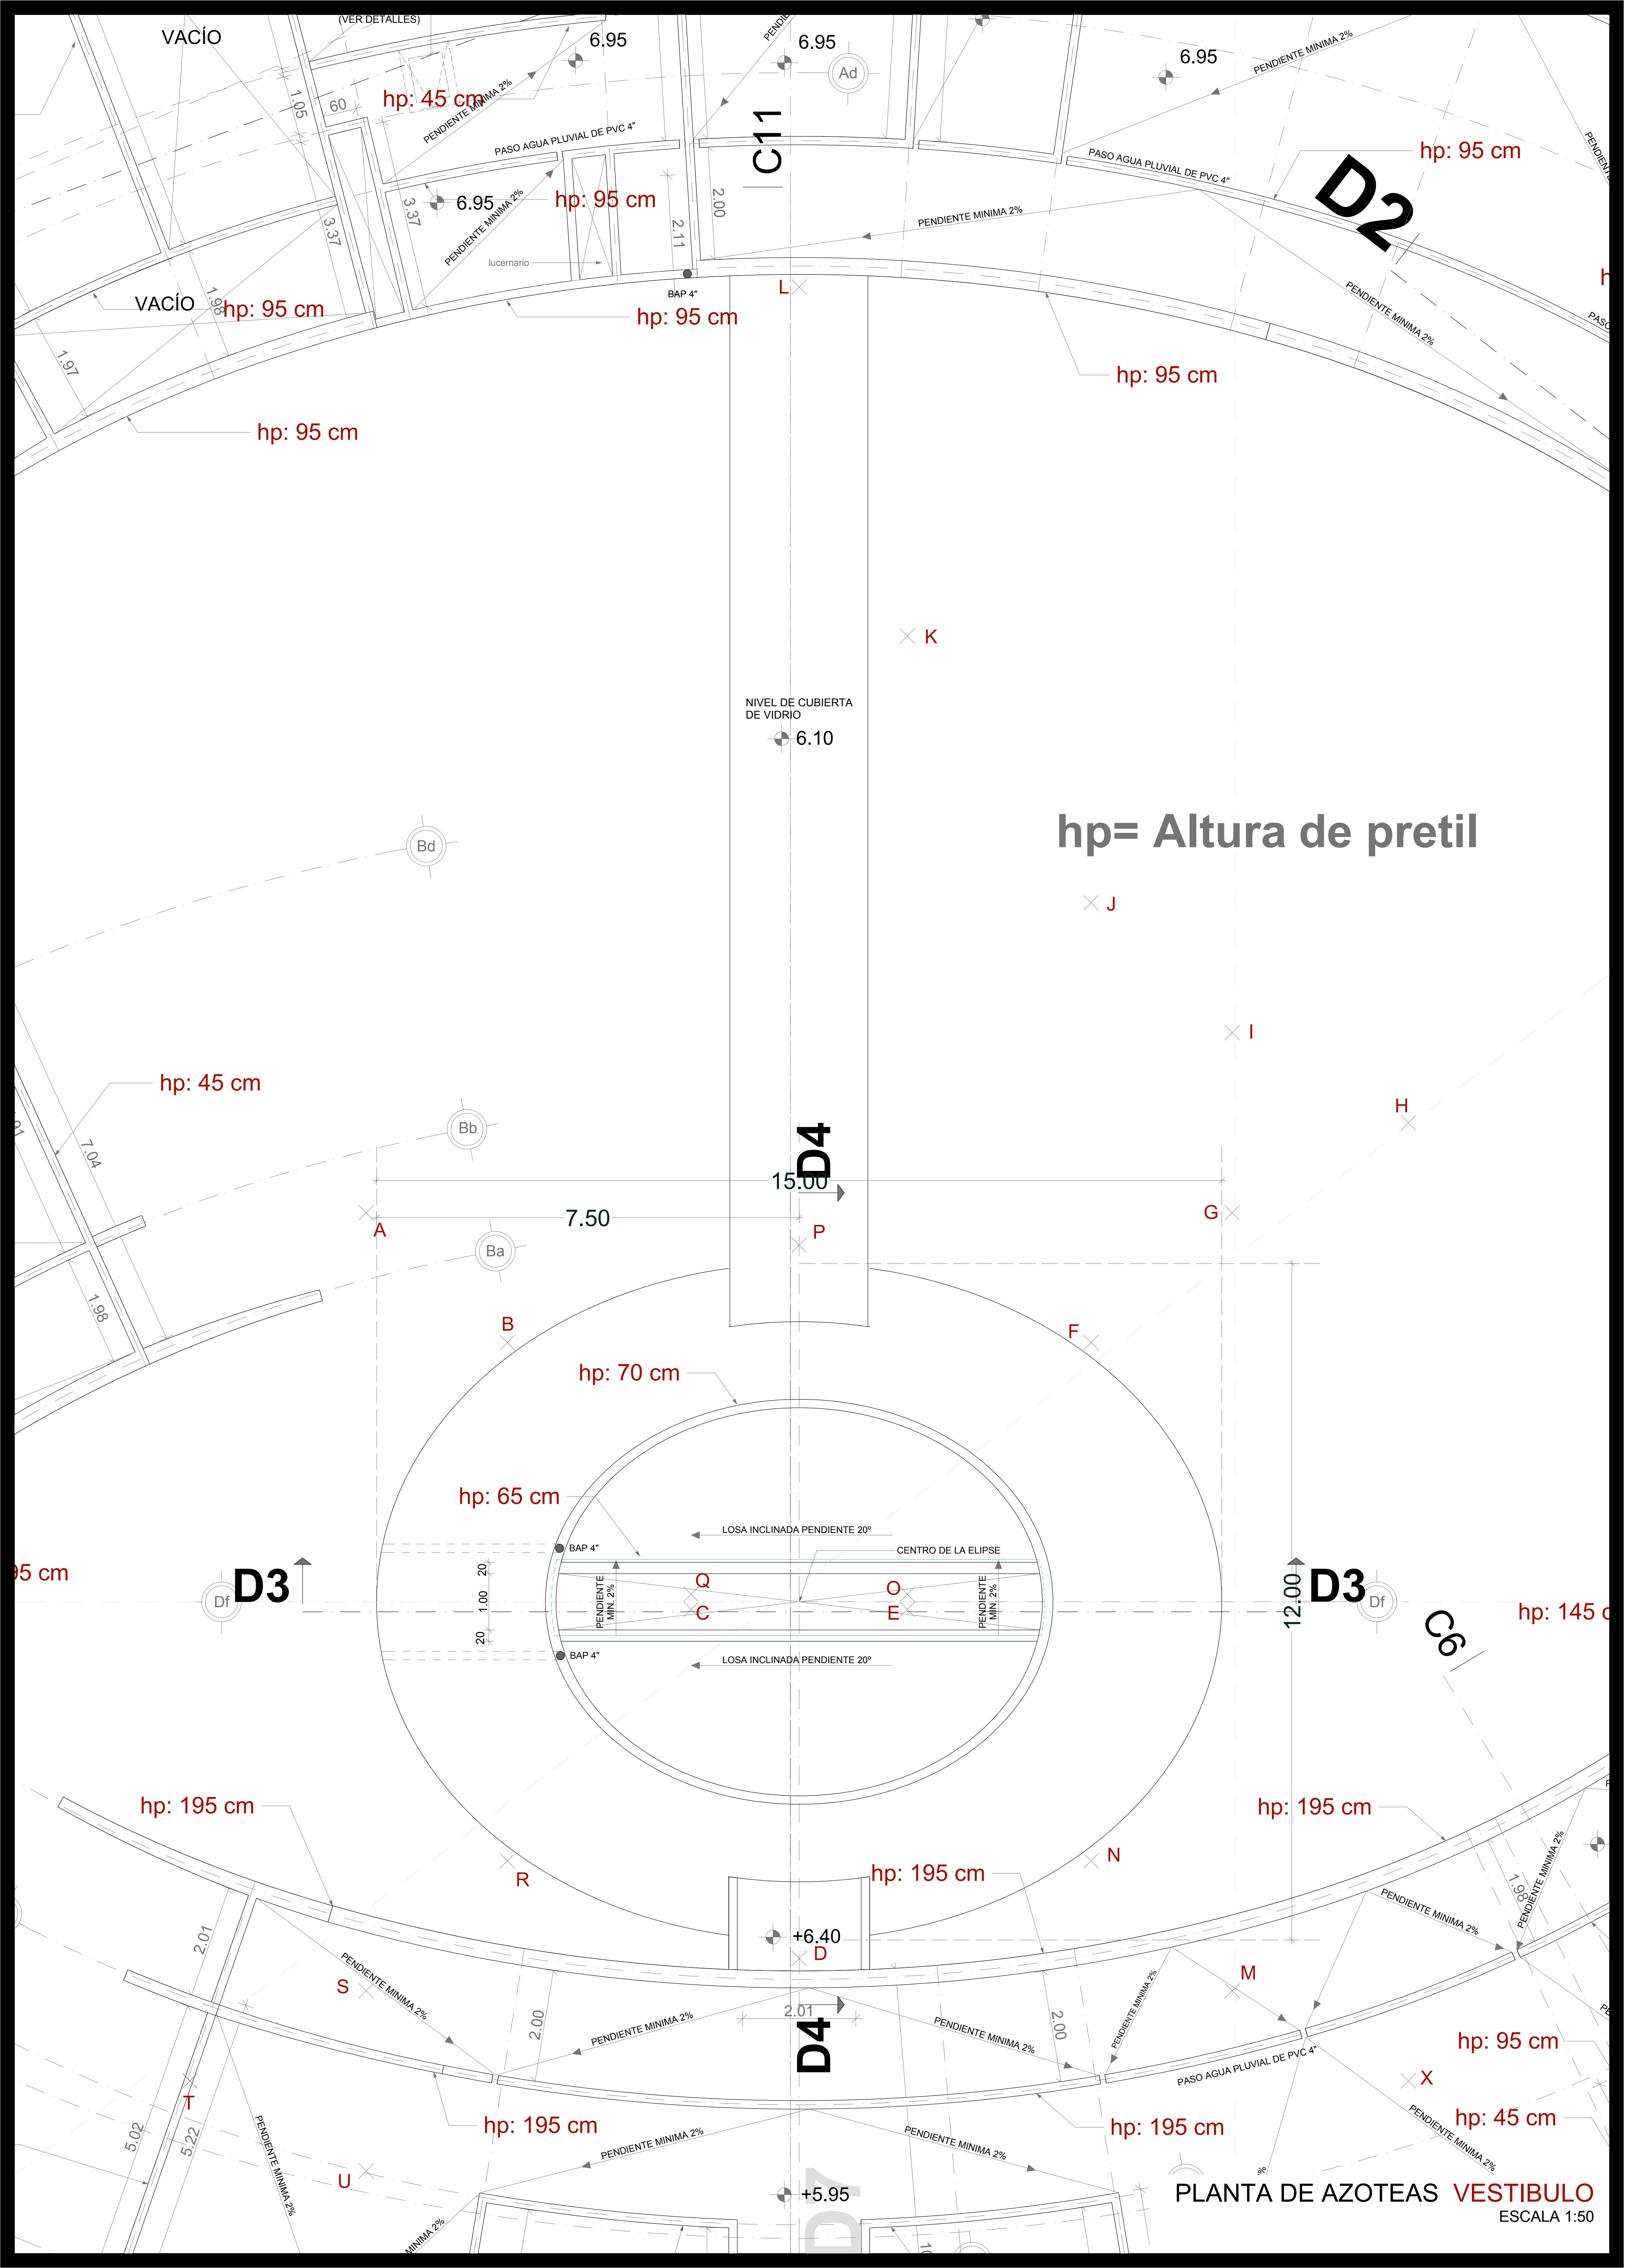 (VER DETALLES)
VACÍO
6.95
6.95
6.95
PENDIENTE MINIMA 2%
Ad
1.05
60
hp: 45 cm
PENDIENTE MINIMA 2%
PASO AGUA PLUVIAL DE PVC 4"
C11
PASO AGUA PLUVIAL DE PVC 4"
hp: 95 cm
D2
3.37
3.37
6.95
PENDIENTE MINIMA 2%
hp: 95 cm
2.11
2.00
PENDIENTE MINIMA 2%
lucernario
BAP 4"
L
VACÍO
1.98
hp: 95 cm
hp: 95 cm
PENDIENTE MINIMA 2%
1.97
hp: 95 cm
hp: 95 cm
K
NIVEL DE CUBIERTA
DE VIDRIO
6.10
hp= Altura de pretil
Bd
J
I
hp: 45 cm
H
Bb
7.04
D4
15.00
7.50
A
G
P
Ba
1.98
B
F
hp: 70 cm
hp: 65 cm
LOSA INCLINADA PENDIENTE 20º
BAP 4"
CENTRO DE LA ELIPSE
D3
Df
20
1.00
20
PENDIENTE
MIN. 2%
Q
C
O
E
PENDIENTE
MIN. 2%
12.00
D3
Df
C6
BAP 4"
LOSA INCLINADA PENDIENTE 20º
hp: 195 cm
hp: 195 cm
R
N
hp: 195 cm
1.98
PENDIENTE MINIMA 2%
PENDIENTE MINIMA 2%
2.01
+6.40
D
S
PENDIENTE MINIMA 2%
M
2.00
PENDIENTE MINIMA 2%
2.01
D4
PENDIENTE MINIMA 2%
2.00
PENDIENTE MINIMA 2%
PASO AGUA PLUVIAL DE PVC 4"
hp: 95 cm
X
T
hp: 195 cm
hp: 195 cm
hp: 45 cm
5.02
5.22
PENDIENTE MINIMA 2%
PENDIENTE MINIMA 2%
PENDIENTE MINIMA 2%
PENDIENTE MINIMA 2%
U
+5.95
D7
PLANTA DE AZOTEAS VESTIBULO
ESCALA 1:50